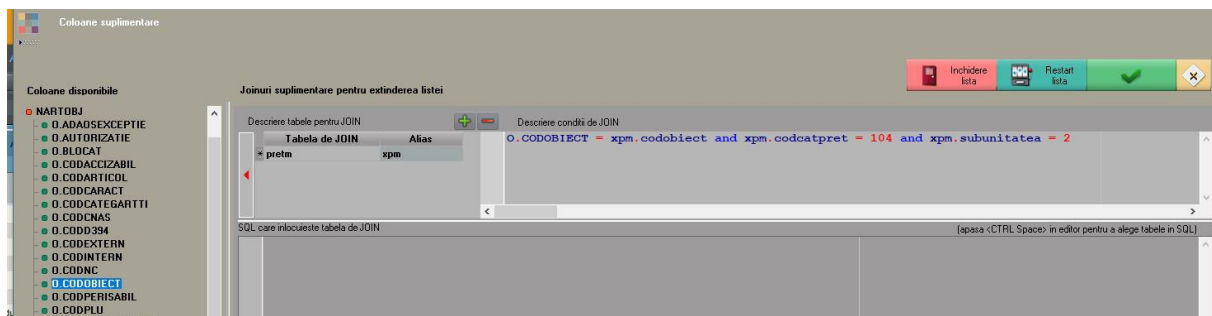 Coloane suplimentare
Inchidere lista
Restart lista
Coloane disponibile
Joinuri suplimentare pentru extinderea listei
NARTOBJ
O.ADAOSEXCEPTIE
O.AUTORIZATIE
O.BLOCAT
O.CODACCIZABIL
O.CODARTICOL
O.CODCARACT
O.CODCATEGARTTI
O.CODCNAS
O.CODD394
O.CODEXTERN
O.CODINTERN
O.CODNC
O.CODOBIECT
O.CODPERISABIL
O.CODPLU
Descriere tabele pentru JOIN
Descriere conditii de JOIN
Tabela de JOIN Alias
* pretm xpm
O.CODOBIECT = xpm.codobiect and xpm.codcatpret = 104 and xpm.subunitatea = 2
SQL care inlocuieste tabela de JOIN
(apasa <CTRL Space> in editor pentru a alege tabele in SQL)